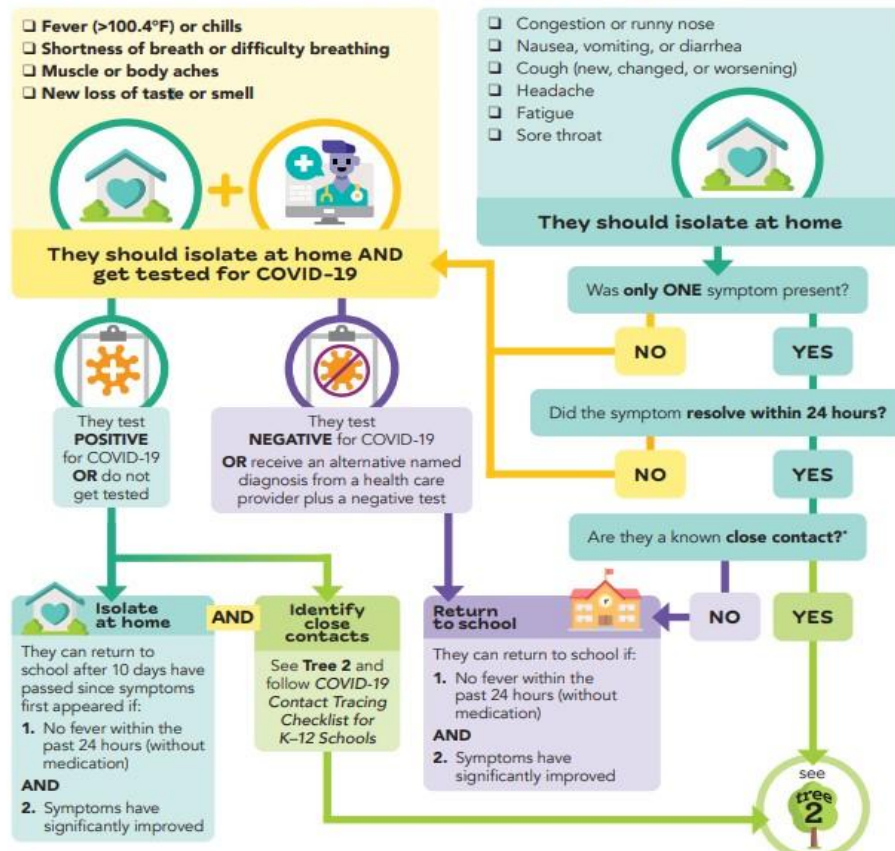 ❑ Fever (>100.4°F) or chills
❑ Shortness of breath or difficulty breathing
❑ Muscle or body aches
❑ New loss of taste or smell
They should isolate at home AND
get tested for COVID-19
❑ Congestion or runny nose
❑ Nausea, vomiting, or diarrhea
❑ Cough (new, changed, or worsening)
❑ Headache
❑ Fatigue
❑ Sore throat
They should isolate at home
Was only ONE symptom present?
NO
YES
Did the symptom resolve within 24 hours?
NO
YES
Are they a known close contact?*
NO
YES
They test
POSITIVE
for COVID-19
OR do not
get tested
They test
NEGATIVE for COVID-19
OR receive an alternative named
diagnosis from a health care
provider plus a negative test
Isolate
at home
They can return to
school after 10 days have
passed since symptoms
first appeared if:
1. No fever within the
past 24 hours (without
medication)
AND
2. Symptoms have
significantly improved
AND
Identify
close
contacts
See Tree 2 and
follow COVID-19
Contact Tracing
Checklist for
K–12 Schools
Return
to school
They can return to school if:
1. No fever within the
past 24 hours (without
medication)
AND
2. Symptoms have
significantly improved
see
tree
2